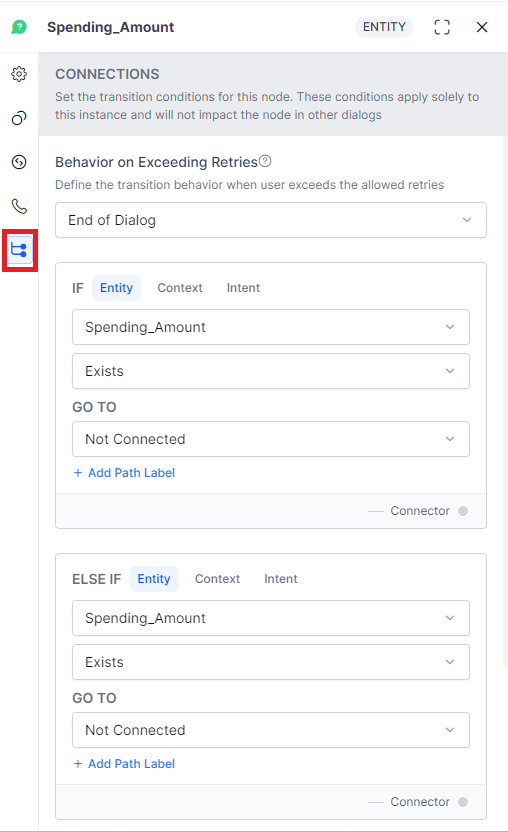 Spending_Amount
ENTITY
CONNECTIONS
Set the transition conditions for this node. These conditions apply solely to
this instance and will not impact the node in other dialogs
Behavior on Exceeding Retries
Define the transition behavior when user exceeds the allowed retries
End of Dialog
IF Entity Context Intent
Spending_Amount
Exists
GO TO
Not Connected
+ Add Path Label
Connector
ELSE IF Entity Context Intent
Spending_Amount
Exists
GO TO
Not Connected
+ Add Path Label
Connector